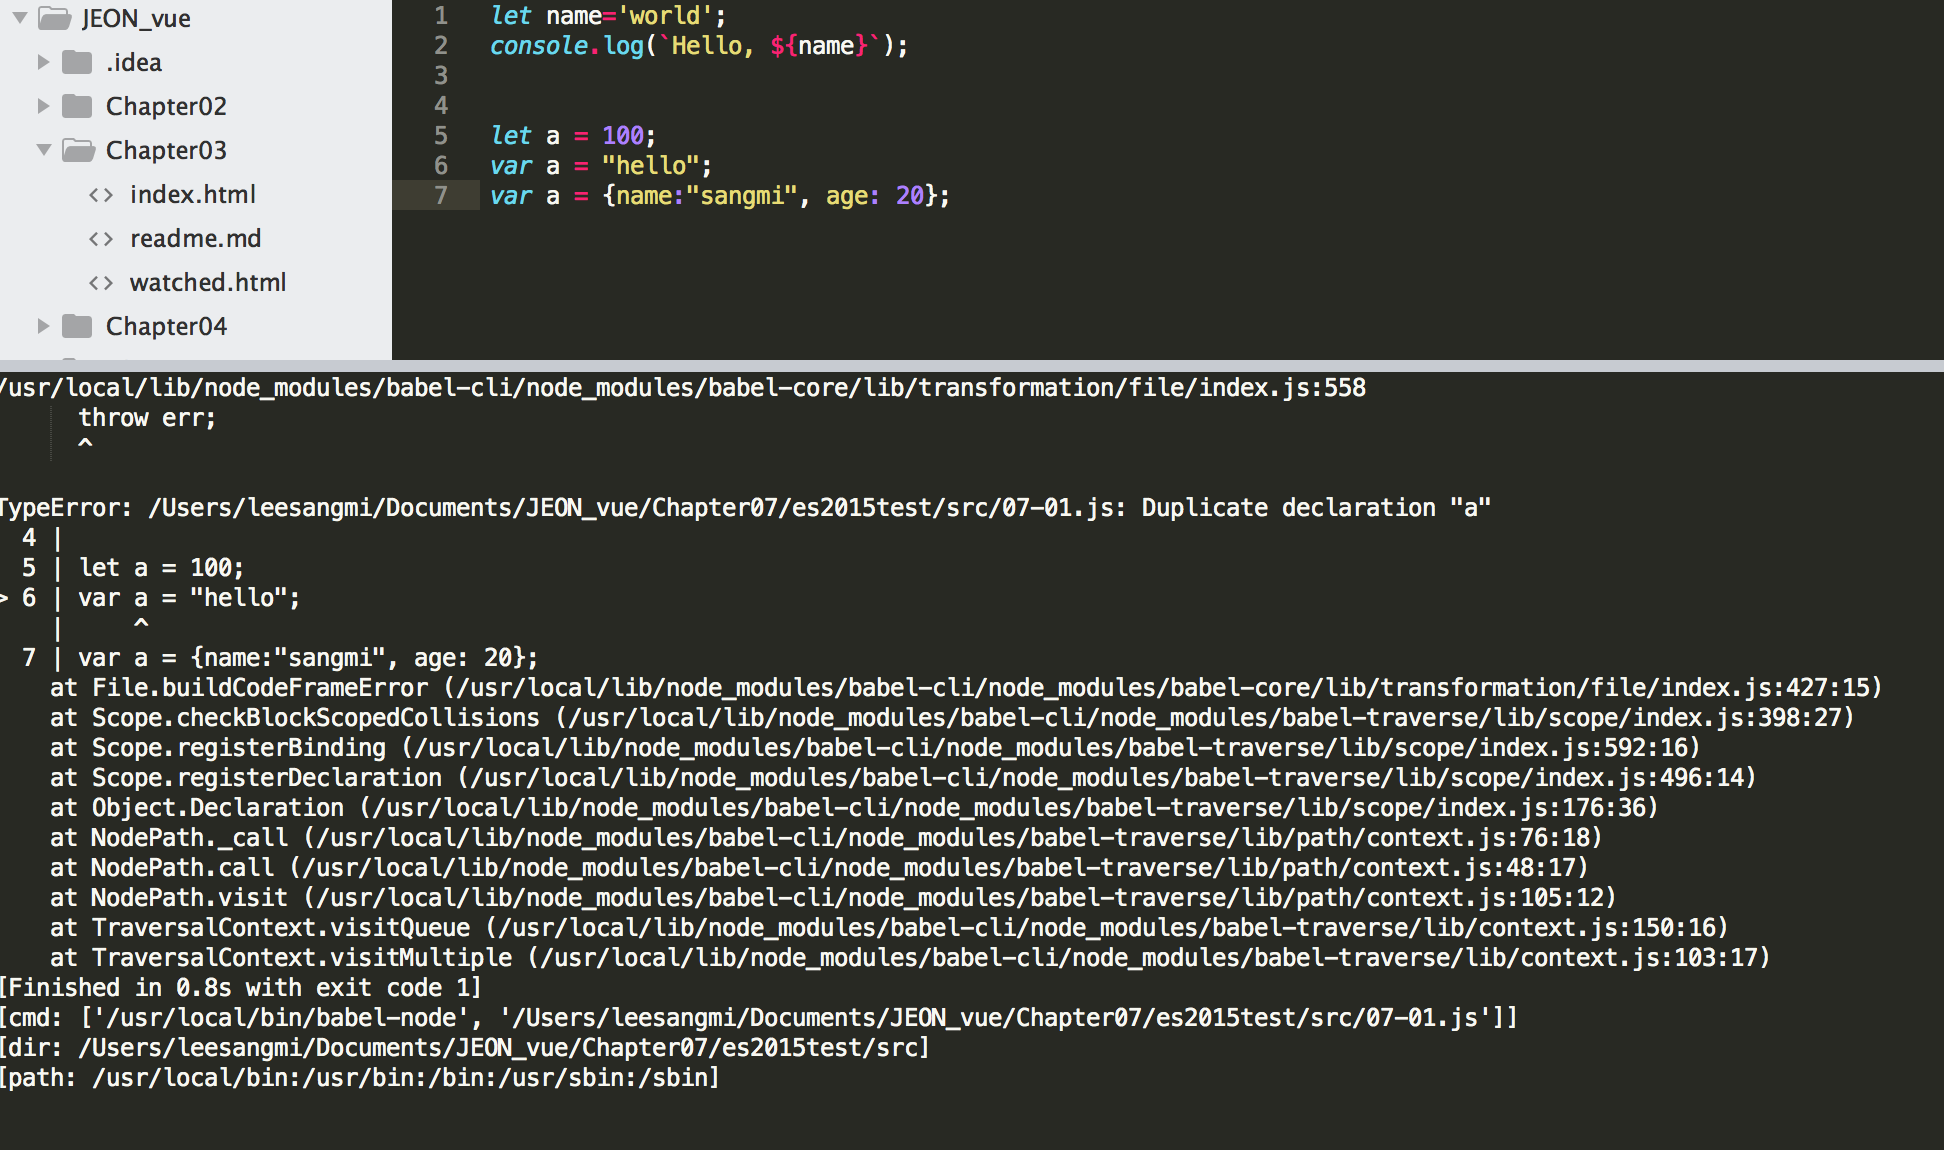 JEON_vue
.idea
Chapter02
Chapter03
<> index.html
<> readme.md
<> watched.html
Chapter04
1 let name='world';
2 console.log(`Hello, ${name}`);
3
4
5 let a = 100;
6 var a = "hello";
7 var a = {name:"sangmi", age: 20};
/usr/local/lib/node_modules/babel-cli/node_modules/babel-core/lib/transformation/file/index.js:558
throw err;
^
TypeError: /Users/leesangmi/Documents/JEON_vue/Chapter07/es2015test/src/07-01.js: Duplicate declaration "a"
4 |
5 | let a = 100;
> 6 | var a = "hello";
| ^
7 | var a = {name:"sangmi", age: 20};
at File.buildCodeFrameError (/usr/local/lib/node_modules/babel-cli/node_modules/babel-core/lib/transformation/file/index.js:427:15)
at Scope.checkBlockScopedCollisions (/usr/local/lib/node_modules/babel-cli/node_modules/babel-traverse/lib/scope/index.js:398:27)
at Scope.registerBinding (/usr/local/lib/node_modules/babel-cli/node_modules/babel-traverse/lib/scope/index.js:592:16)
at Scope.registerDeclaration (/usr/local/lib/node_modules/babel-cli/node_modules/babel-traverse/lib/scope/index.js:496:14)
at Object.Declaration (/usr/local/lib/node_modules/babel-cli/node_modules/babel-traverse/lib/scope/index.js:176:36)
at NodePath._call (/usr/local/lib/node_modules/babel-cli/node_modules/babel-traverse/lib/path/context.js:76:18)
at NodePath.call (/usr/local/lib/node_modules/babel-cli/node_modules/babel-traverse/lib/path/context.js:48:17)
at NodePath.visit (/usr/local/lib/node_modules/babel-cli/node_modules/babel-traverse/lib/path/context.js:105:12)
at TraversalContext.visitQueue (/usr/local/lib/node_modules/babel-cli/node_modules/babel-traverse/lib/context.js:150:16)
at TraversalContext.visitMultiple (/usr/local/lib/node_modules/babel-cli/node_modules/babel-traverse/lib/context.js:103:17)
[Finished in 0.8s with exit code 1]
[cmd: ['/usr/local/bin/babel-node', '/Users/leesangmi/Documents/JEON_vue/Chapter07/es2015test/src/07-01.js']]
[dir: /Users/leesangmi/Documents/JEON_vue/Chapter07/es2015test/src]
[path: /usr/local/bin:/usr/bin:/bin:/usr/sbin:/sbin]